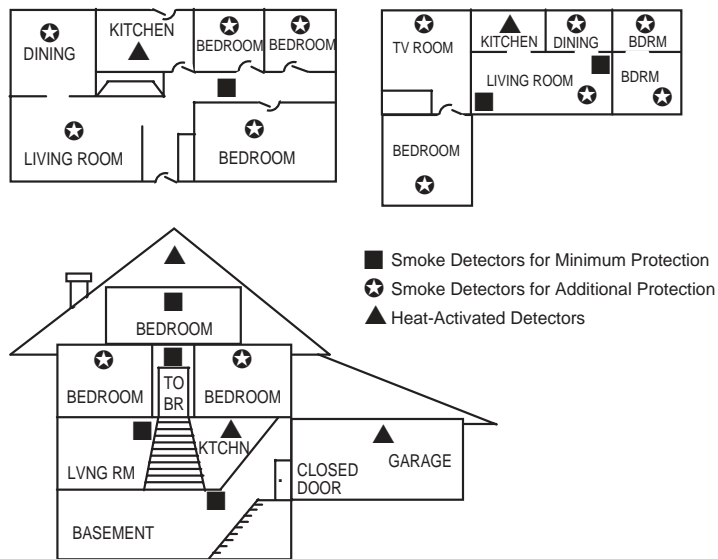 KITCHEN
DINING
BEDROOM
BEDROOM
LIVING ROOM
BEDROOM
TV ROOM
KITCHEN
DINING
BDRM
LIVING ROOM
BDRM
BEDROOM
Smoke Detectors for Minimum Protection
Smoke Detectors for Additional Protection
Heat-Activated Detectors
BEDROOM
BEDROOM
TO
BR
BEDROOM
LVNG RM
KTCHN
CLOSED
DOOR
GARAGE
BASEMENT